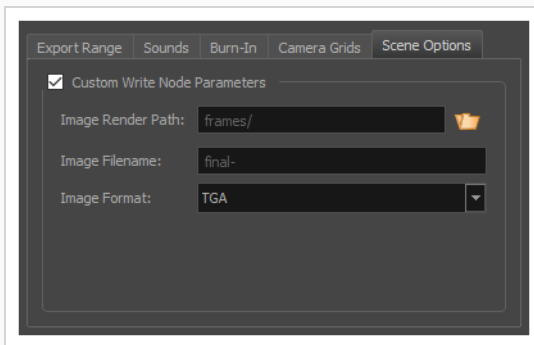 Export Range Sounds Burn-In Camera Grids Scene Options
Custom Write Node Parameters
Image Render Path: frames/
Image Filename: final-
Image Format: TGA